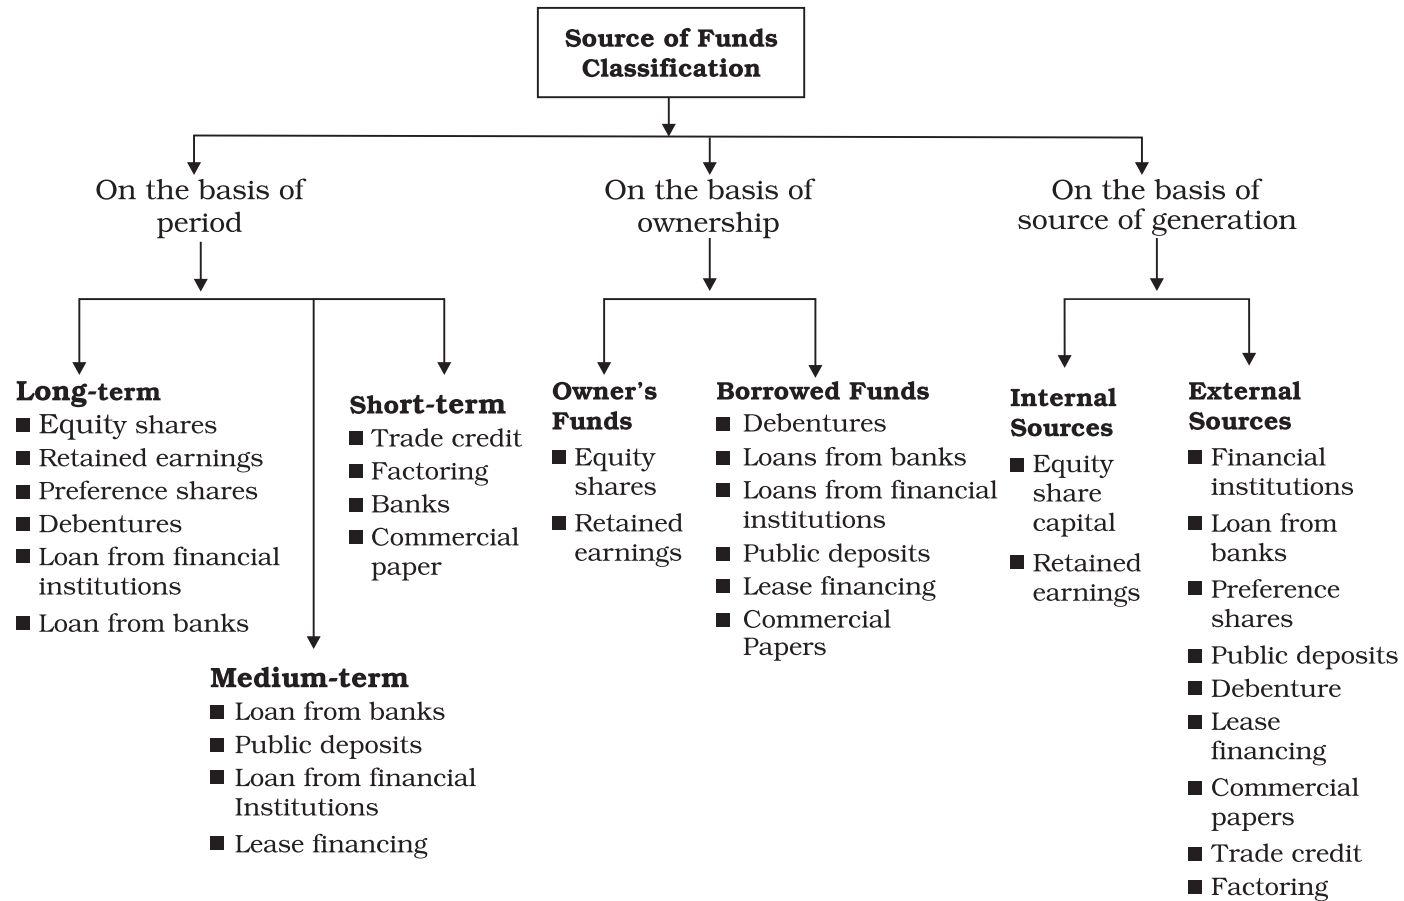 Source of Funds
Classification
On the basis of
period
On the basis of
ownership
On the basis of
source of generation
Long-term
Equity shares
Retained earnings
Preference shares
Debentures
Loan from financial
institutions
Loan from banks
Medium-term
Loan from banks
Public deposits
Loan from financial
Institutions
Lease financing
Short-term
Trade credit
Factoring
Banks
Commercial
paper
Owner's
Funds
Equity
shares
Retained
earnings
Borrowed Funds
Debentures
Loans from banks
Loans from financial
institutions
Public deposits
Lease financing
Commercial
Papers
Internal
Sources
Equity
share
capital
Retained
earnings
External
Sources
Financial
institutions
Loan from
banks
Preference
shares
Public deposits
Debenture
Lease
financing
Commercial
papers
Trade credit
Factoring